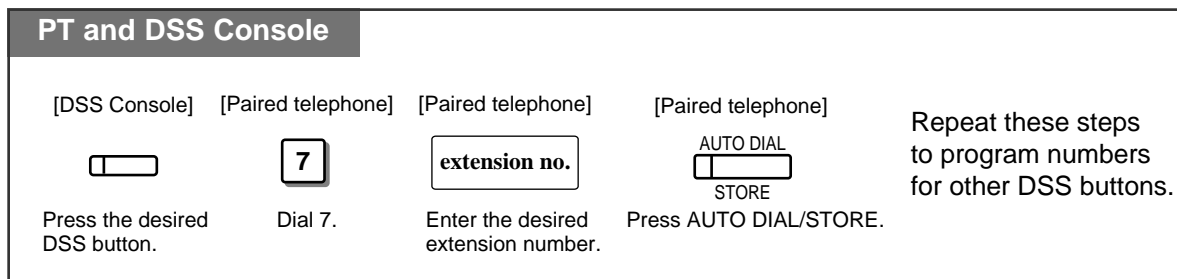 PT and DSS Console
[DSS Console] [Paired telephone] [Paired telephone] [Paired telephone]
7
extension no.
AUTO DIAL
STORE
Press the desired
DSS button.
Dial 7.
Enter the desired
extension number.
Press AUTO DIAL/STORE.
Repeat these steps
to program numbers
for other DSS buttons.